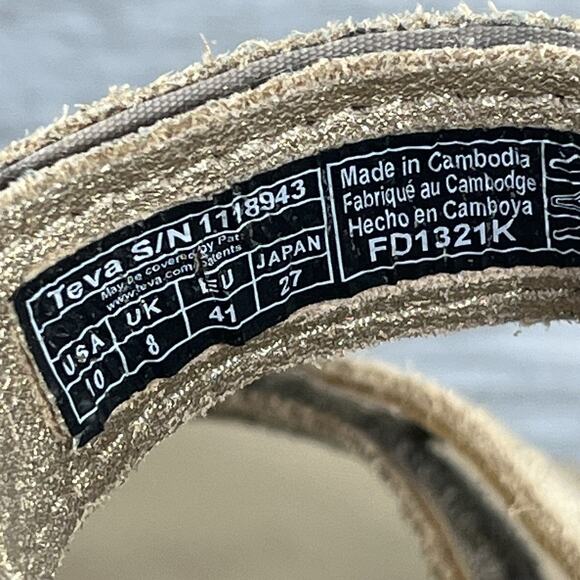 Teva S/N 1118943
May be covered by Pat.
www.teva.com/patents
USA UK EU JAPAN
10 8 41 27
Made in Cambodia
Fabriqué au Cambodge
Hecho en Camboya
FD1321K